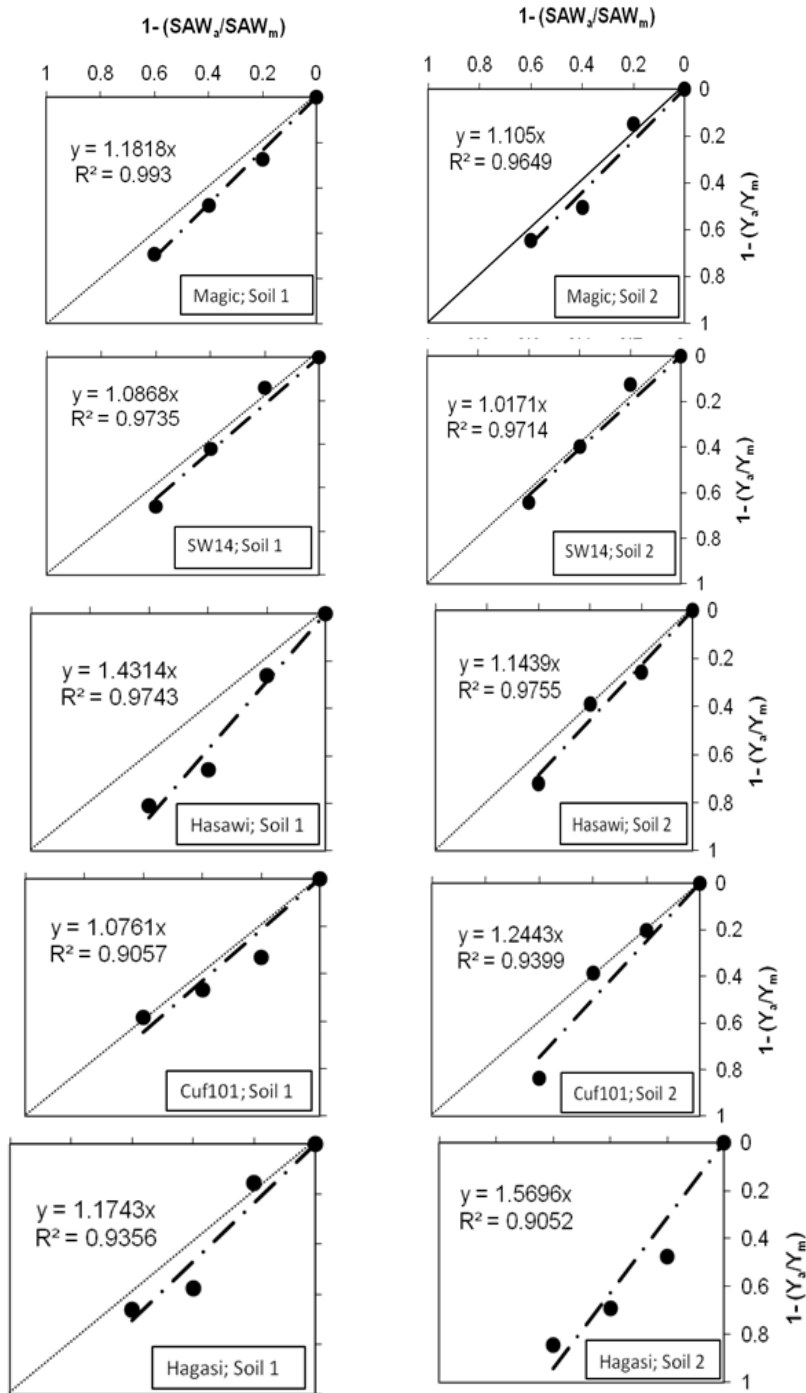 1- (SAWₐ/SAWₘ)
1- (SAWₐ/SAWₘ)
1 0.8 0.6 0.4 0.2 0
1 0.8 0.6 0.4 0.2 0
y = 1.1818x
R² = 0.993
Magic; Soil 1
y = 1.105x
R² = 0.9649
Magic; Soil 2
0
0.2
0.4
0.6
0.8
1
1- (Yₐ/Yₘ)
y = 1.0868x
R² = 0.9735
SW14; Soil 1
y = 1.0171x
R² = 0.9714
SW14; Soil 2
0
0.2
0.4
0.6
0.8
1
1- (Yₐ/Yₘ)
y = 1.4314x
R² = 0.9743
Hasawi; Soil 1
y = 1.1439x
R² = 0.9755
Hasawi; Soil 2
0
0.2
0.4
0.6
0.8
1
1- (Yₐ/Yₘ)
y = 1.0761x
R² = 0.9057
Cuf101; Soil 1
y = 1.2443x
R² = 0.9399
Cuf101; Soil 2
0
0.2
0.4
0.6
0.8
1
1- (Yₐ/Yₘ)
y = 1.1743x
R² = 0.9356
Hagasi; Soil 1
y = 1.5696x
R² = 0.9052
Hagasi; Soil 2
0
0.2
0.4
0.6
0.8
1
1- (Yₐ/Yₘ)